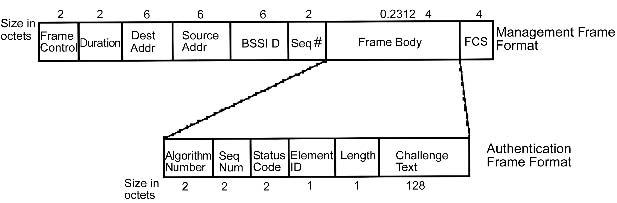 Size in octets
2 2 6 6 6 2 0.2312 4 4
Frame Control
Duration
Dest Addr
Source Addr
BSSI D
Seq #
Frame Body
FCS
Management Frame Format
Algorithm Number
Seq Num
Status Code
Element ID
Length
Challenge Text
Authentication Frame Format
Size in octets
2 2 2 1 1 128